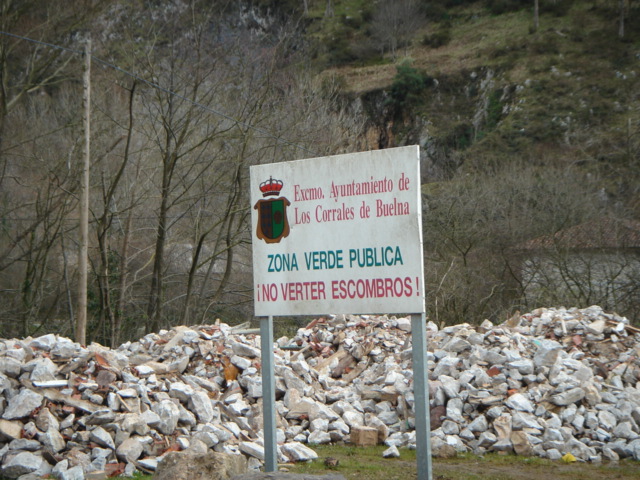 Excmo. Ayuntamiento de
Los Corrales de Buelna
ZONA VERDE PUBLICA
¡NO VERTER ESCOMBROS!